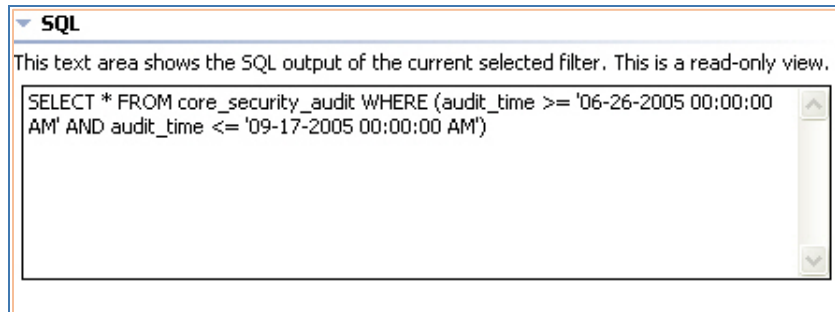 SQL
This text area shows the SQL output of the current selected filter. This is a read-only view.
SELECT * FROM core_security_audit WHERE (audit_time >= '06-26-2005 00:00:00
AM' AND audit_time <= '09-17-2005 00:00:00 AM')